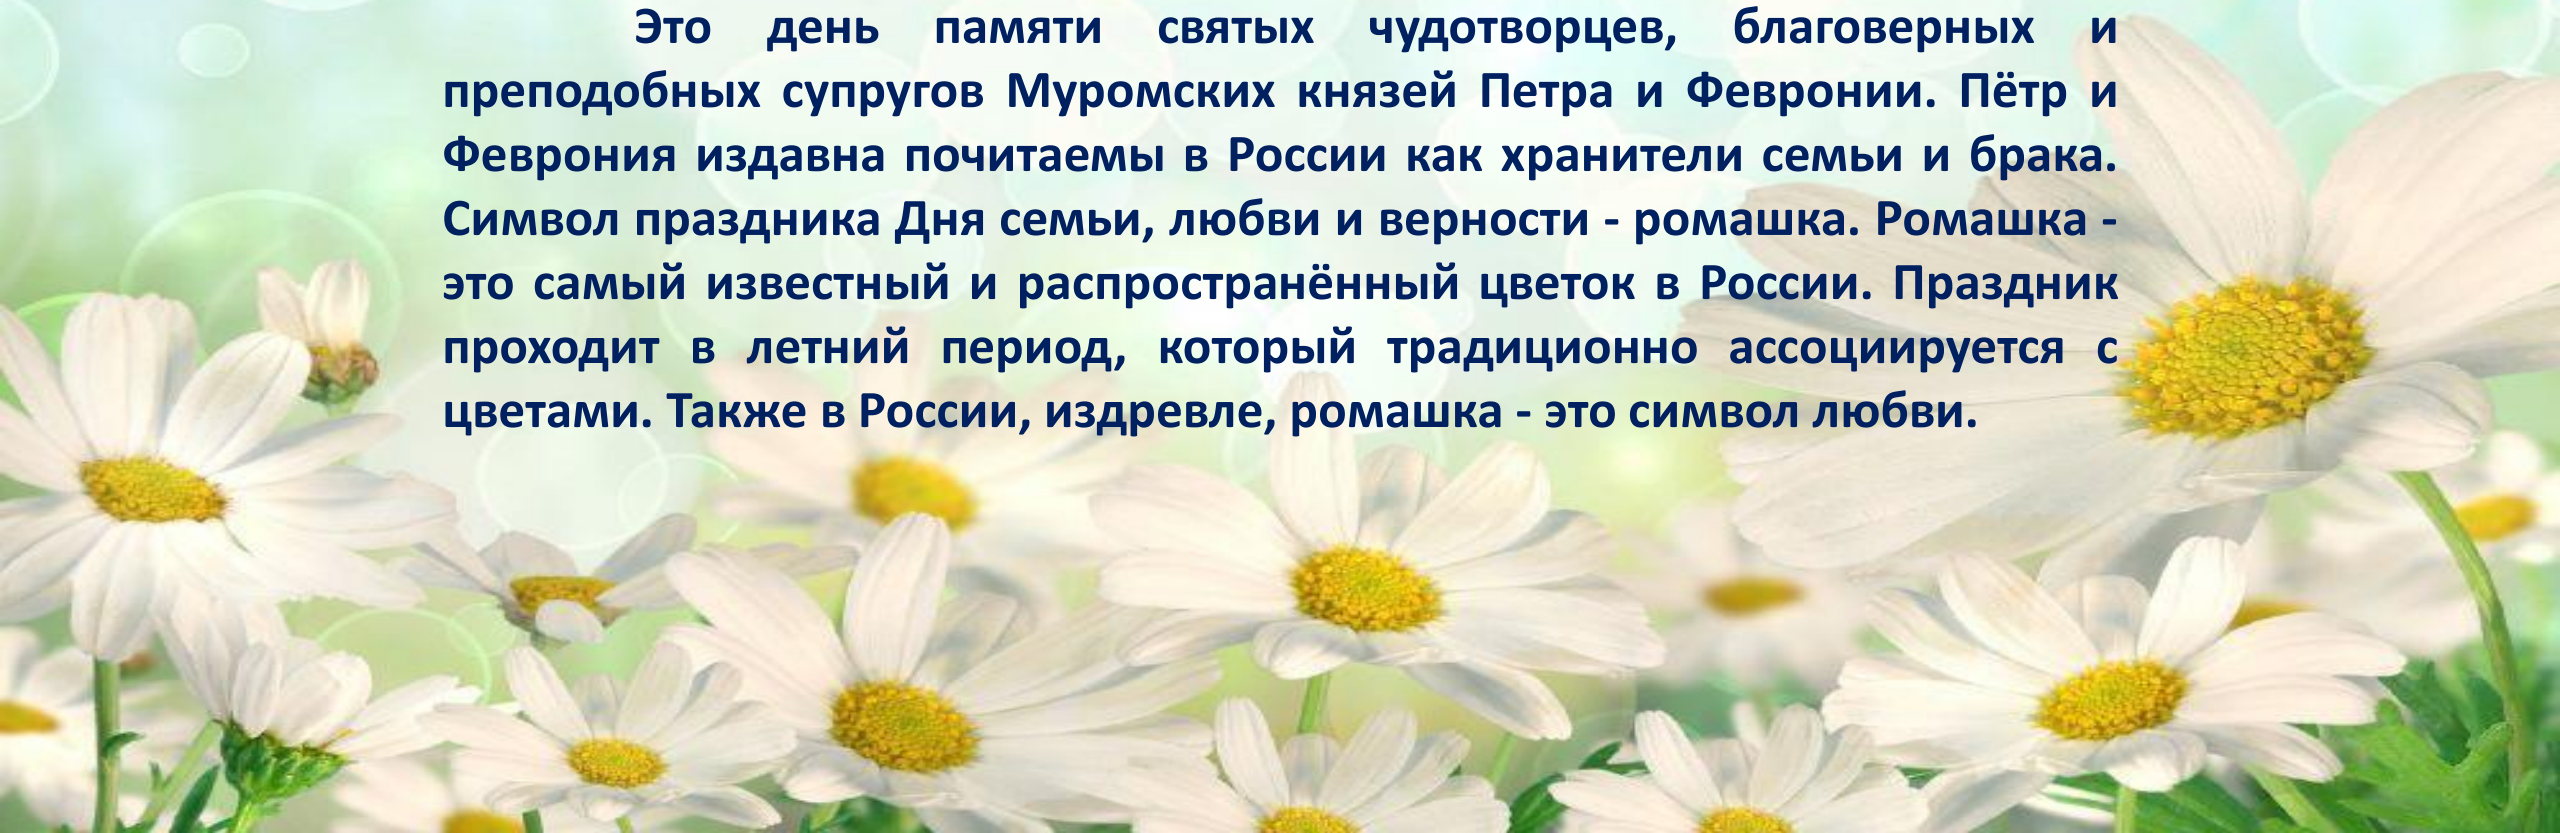 Это день памяти святых чудотворцев, благоверных и
преподобных супругов Муромских князей Петра и Февронии. Пётр и
Феврония издавна почитаемы в России как хранители семьи и брака.
Символ праздника Дня семьи, любви и верности - ромашка. Ромашка -
это самый известный и распространённый цветок в России. Праздник
проходит в летний период, который традиционно ассоциируется с
цветами. Также в России, издревле, ромашка - это символ любви.